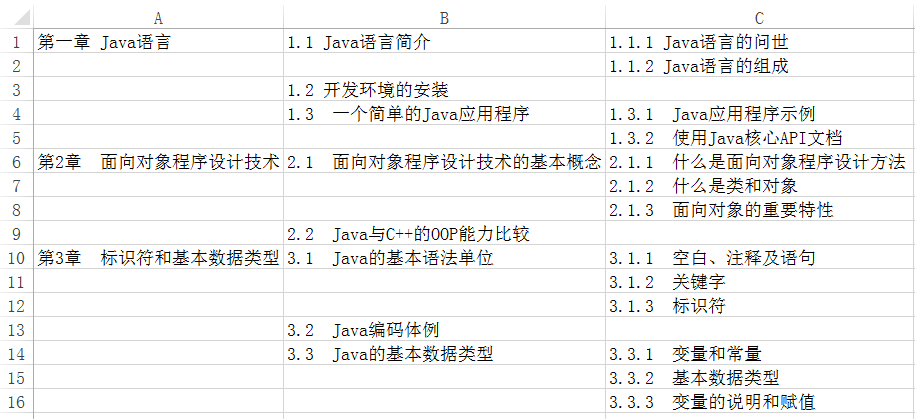 A B C
1 第一章 Java语言 1.1 Java语言简介 1.1.1 Java语言的问世
2 1.1.2 Java语言的组成
3 1.2 开发环境的安装
4 1.3 一个简单的Java应用程序 1.3.1 Java应用程序示例
5 1.3.2 使用Java核心API文档
6 第2章 面向对象程序设计技术 2.1 面向对象程序设计技术的基本概念 2.1.1 什么是面向对象程序设计方法
7 2.1.2 什么是类和对象
8 2.1.3 面向对象的重要特性
9 2.2 Java与C++的OOP能力比较
10 第3章 标识符和基本数据类型 3.1 Java的基本语法单位 3.1.1 空白、注释及语句
11 3.1.2 关键字
12 3.1.3 标识符
13 3.2 Java编码体例
14 3.3 Java的基本数据类型 3.3.1 变量和常量
15 3.3.2 基本数据类型
16 3.3.3 变量的说明和赋值